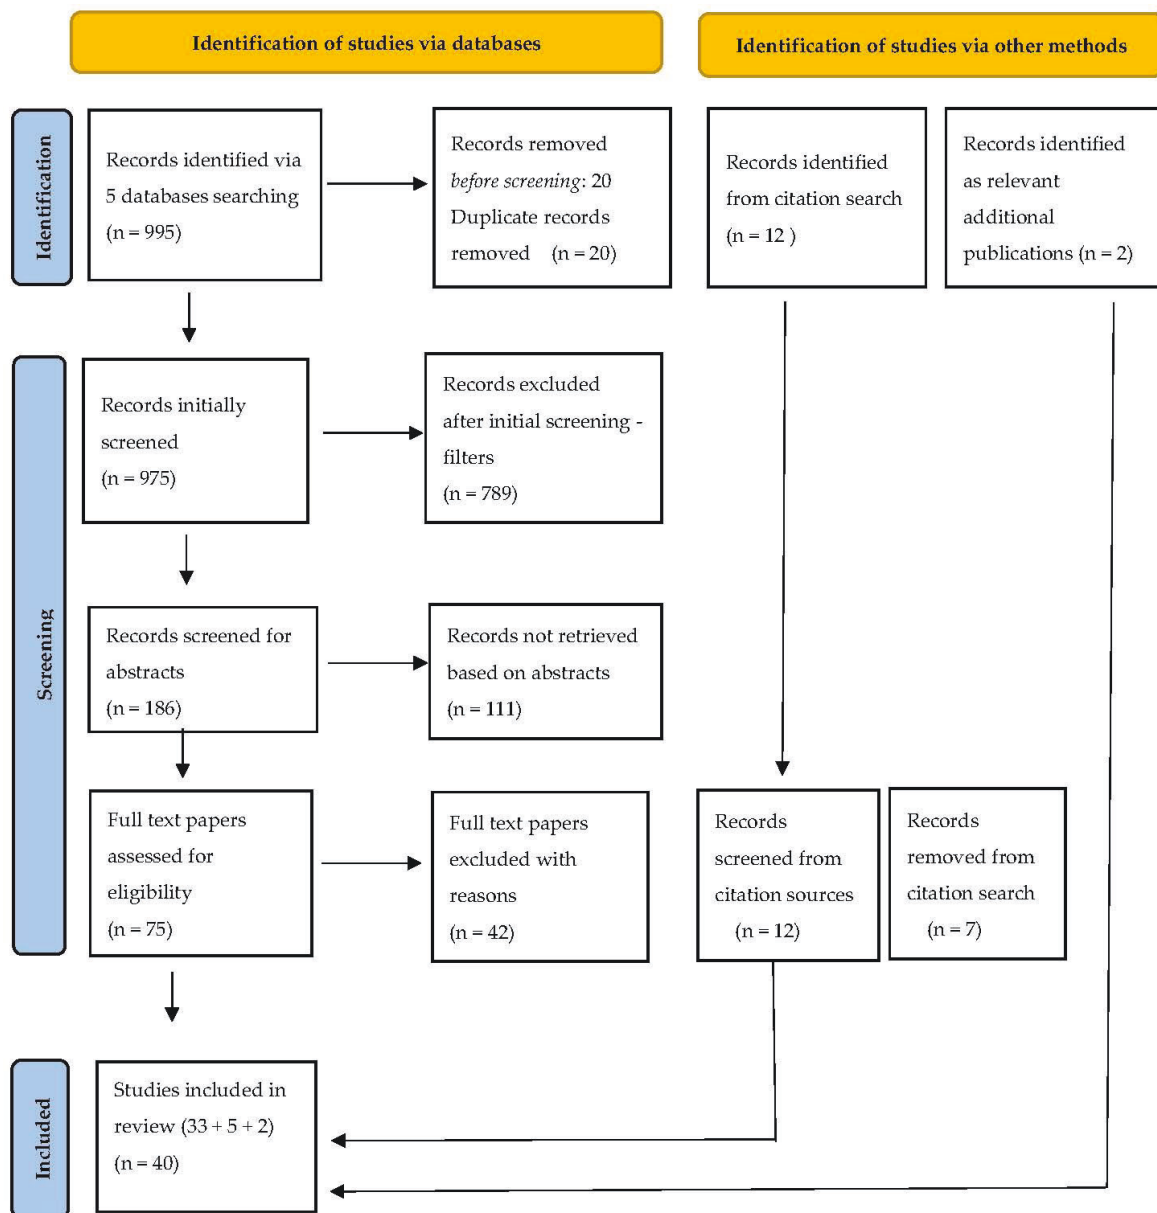 Identification of studies via databases
Identification of studies via other methods
Identification
Records identified via
5 databases searching
(n = 995)
Records removed
before screening: 20
Duplicate records
removed (n = 20)
Records identified
from citation search
(n = 12 )
Records identified
as relevant
additional
publications (n = 2)
Screening
Records initially
screened
(n = 975)
Records excluded
after initial screening -
filters
(n = 789)
Records screened for
abstracts
(n = 186)
Records not retrieved
based on abstracts
(n = 111)
Full text papers
assessed for
eligibility
(n = 75)
Full text papers
excluded with
reasons
(n = 42)
Records
screened from
citation sources
(n = 12)
Records
removed from
citation search
(n = 7)
Included
Studies included in
review (33 + 5 + 2)
(n = 40)